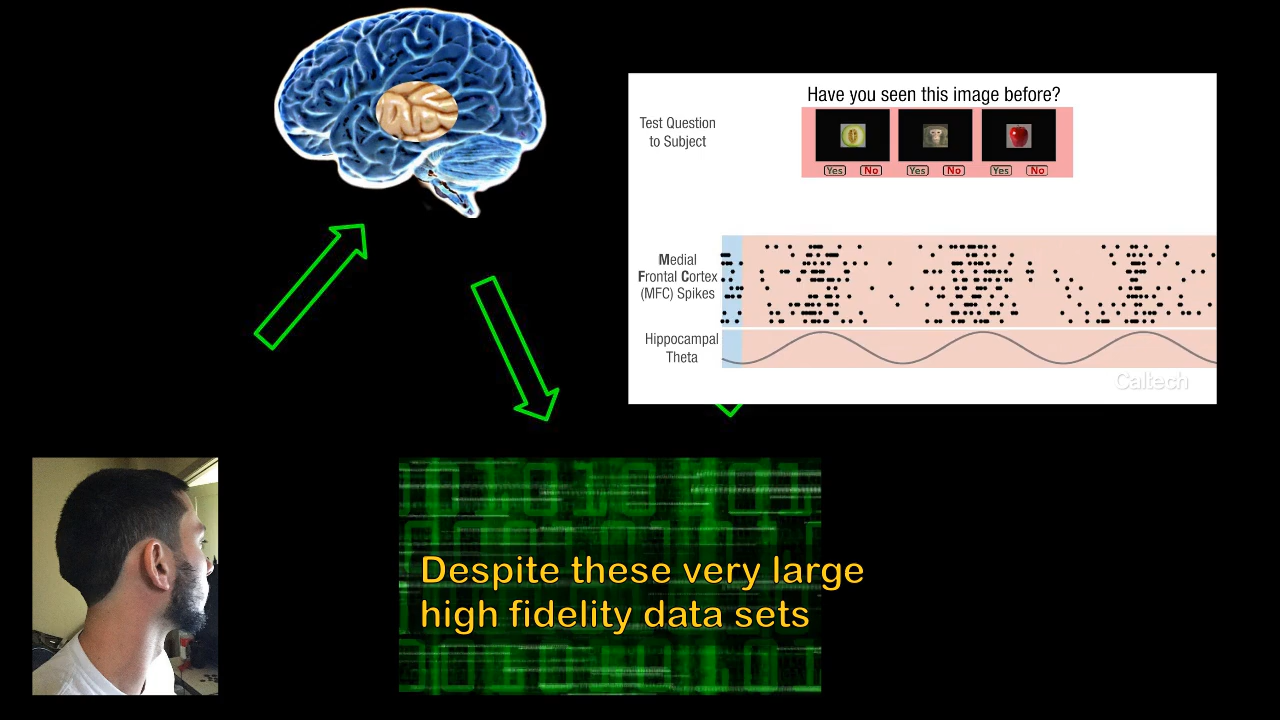 Have you seen this image before?
Test Question
to Subject
Yes No Yes No Yes No
Medial
Frontal Cortex
(MFC) Spikes
Hippocampal
Theta
Caltech
Despite these very large
high fidelity data sets